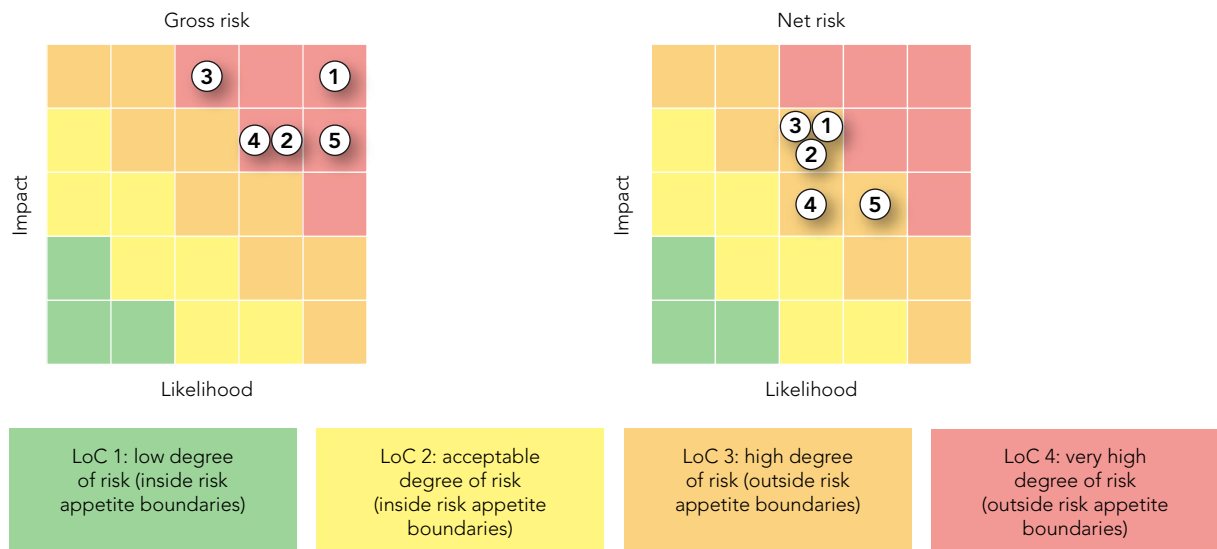 Gross risk
Net risk
3
1
4
2
5
3
1
2
4
5
Impact
Impact
Likelihood
Likelihood
LoC 1: low degree
of risk (inside risk
appetite boundaries)
LoC 2: acceptable
degree of risk
(inside risk appetite
boundaries)
LoC 3: high degree
of risk (outside risk
appetite boundaries)
LoC 4: very high
degree of risk
(outside risk appetite
boundaries)